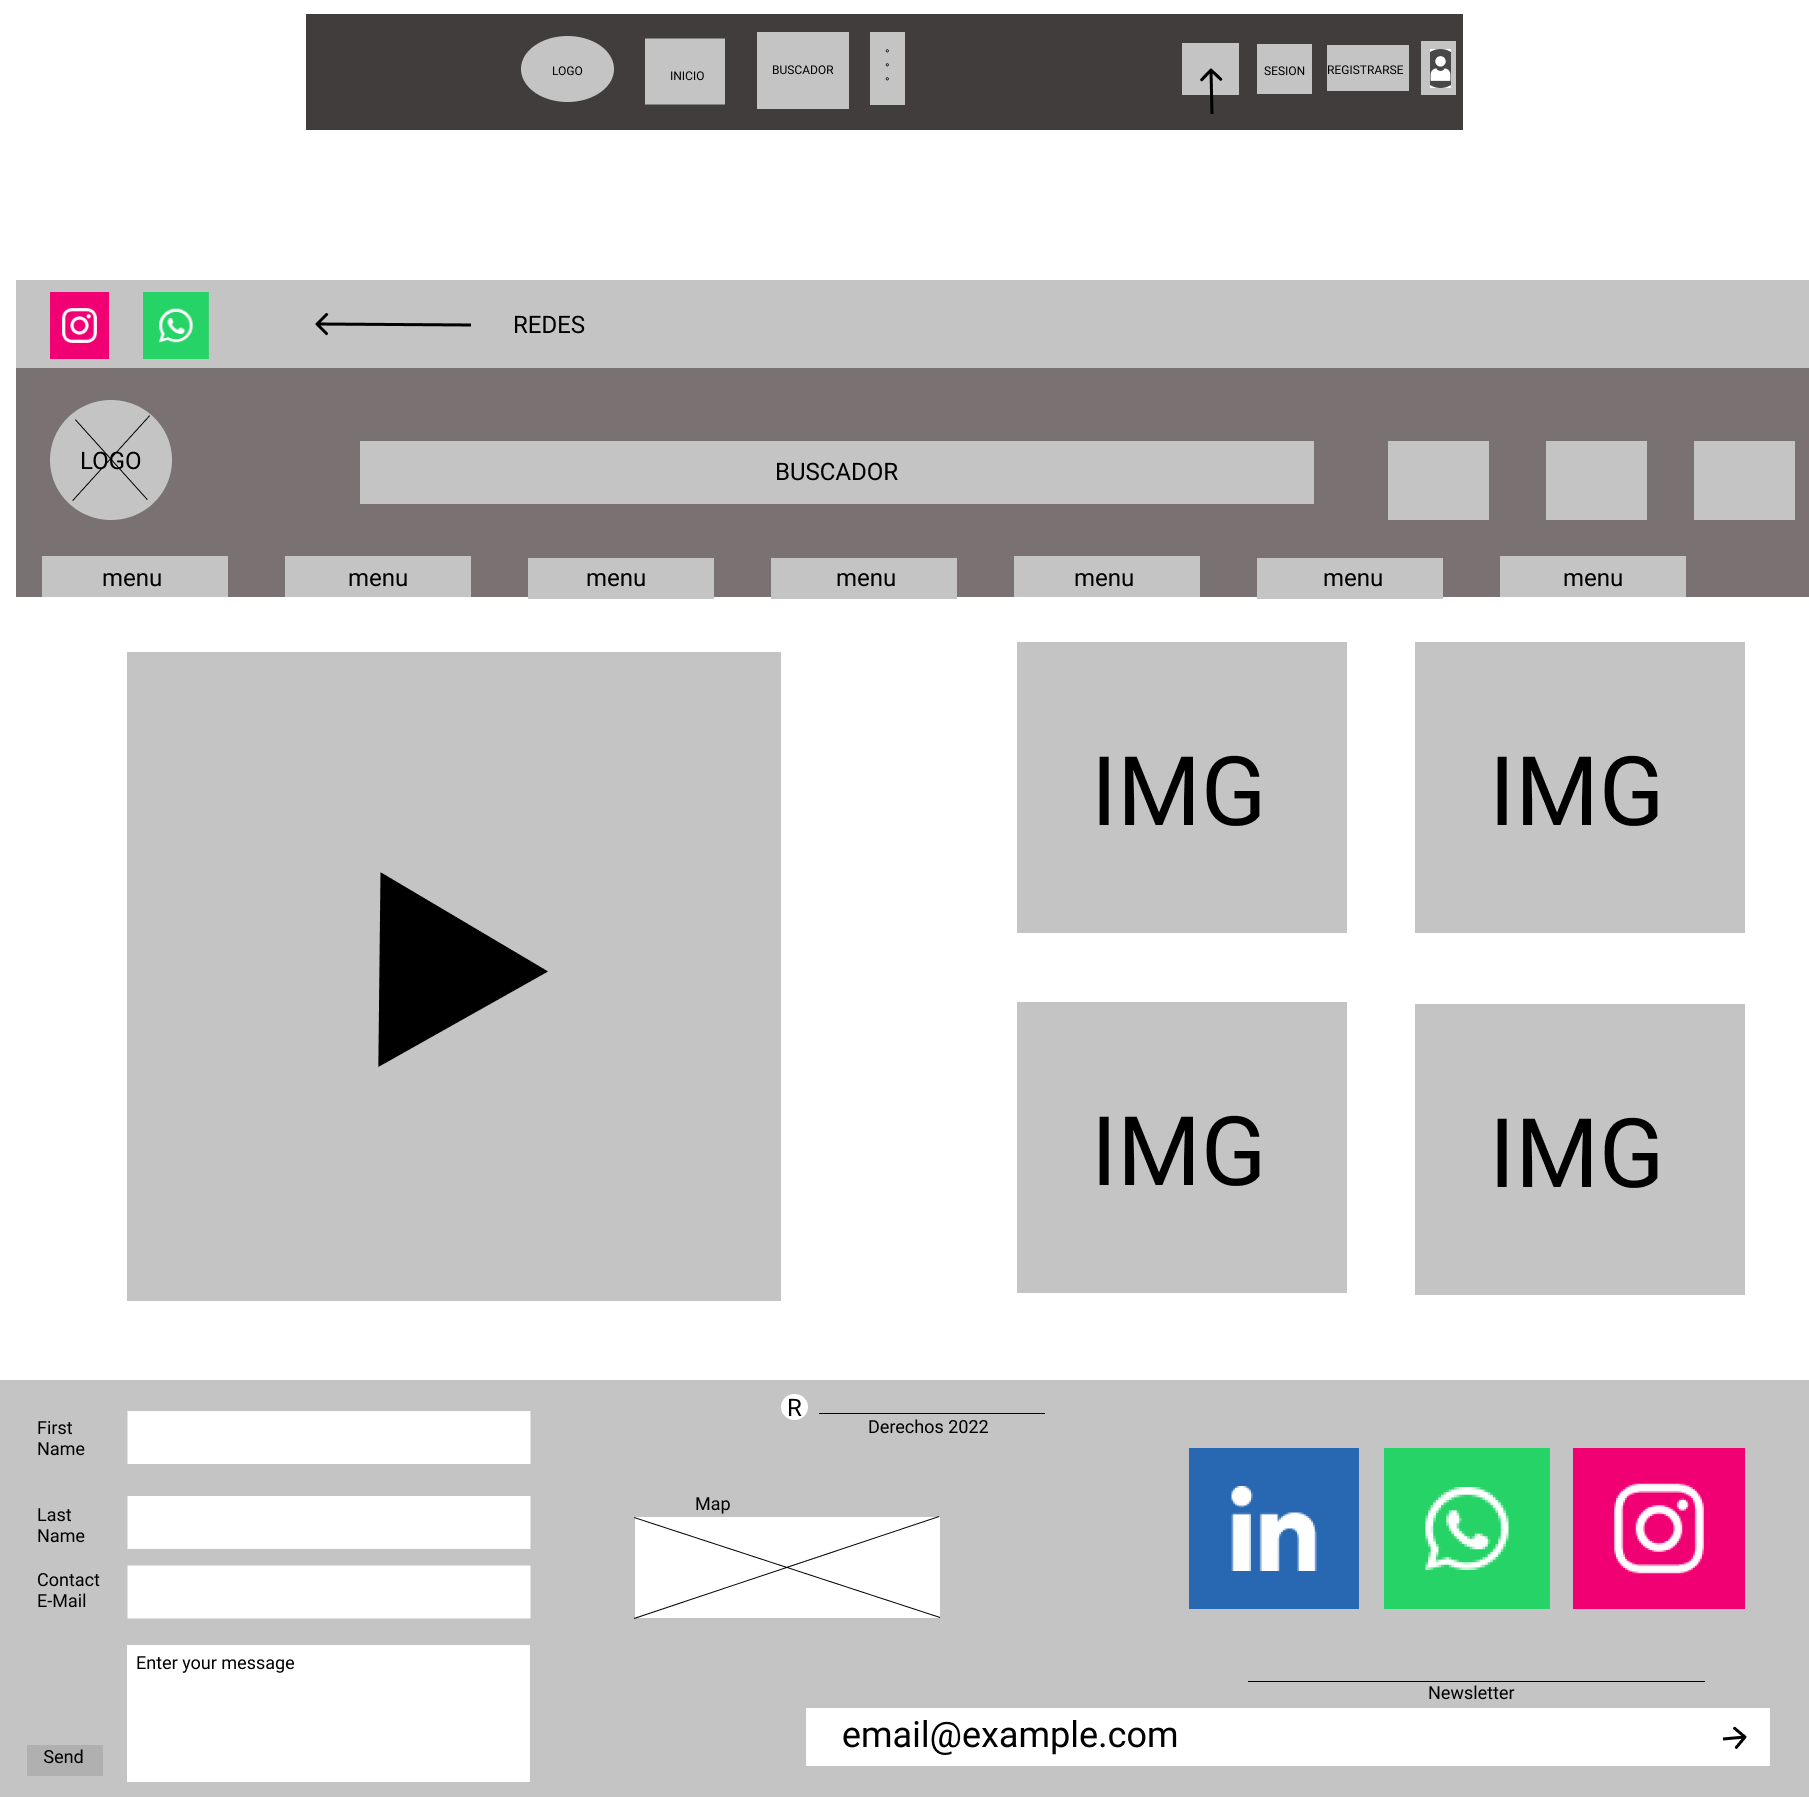 LOGO
INICIO
BUSCADOR
SESION
REGISTRARSE
REDES
LOGO
BUSCADOR
menu
menu
menu
menu
menu
menu
menu
IMG
IMG
IMG
IMG
R
Derechos 2022
First
Name
Last
Name
Contact
E-Mail
Enter your message
Send
Map
in
Newsletter
email@example.com